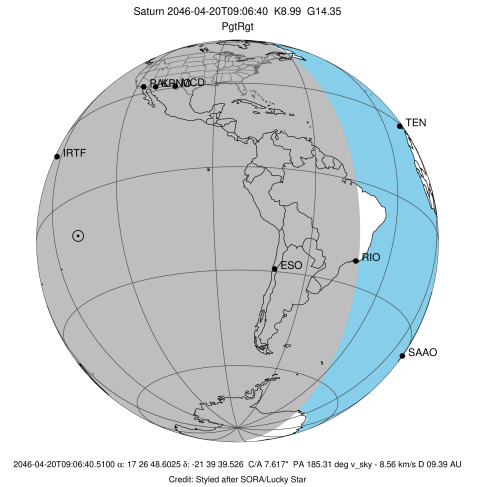 Saturn 2046-04-20T09:06:40 K8.99 G14.35
PgtRgt
MCD
TEN
IRTF
ESO
RIO
SAAO
2046-04-20T09:06:40.5100 α: 17 26 48.6025 δ: -21 39 39.526 C/A 7.617" PA 185.31 deg v_sky - 8.56 km/s D 09.39 AU
Credit: Styled after SORA/Lucky Star